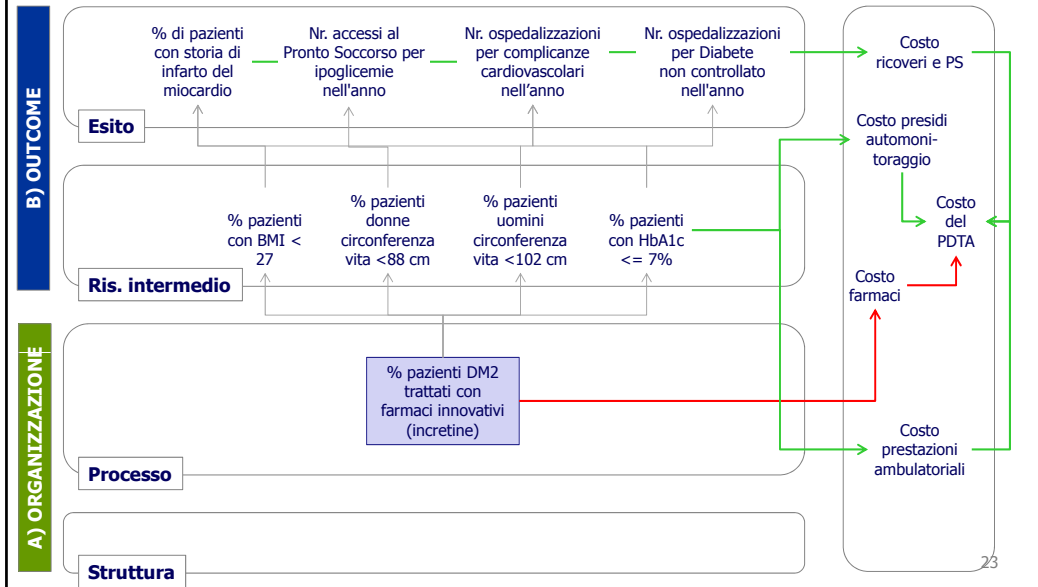 B) OUTCOME
% di pazienti
con storia di
infarto del
miocardio
Nr. accessi al
Pronto Soccorso per
ipoglicemie
nell'anno
Nr. ospedalizzazioni
per complicanze
cardiovascolari
nell’anno
Nr. ospedalizzazioni
per Diabete
non controllato
nell'anno
Esito
Costo
ricoveri e PS
Costo presidi
automoni-
toraggio
% pazienti
con BMI <
27
% pazienti
donne
circonferenza
vita <88 cm
% pazienti
uomini
circonferenza
vita <102 cm
% pazienti
con HbA1c
<= 7%
Ris. intermedio
Costo
del
PDTA
Costo
farmaci
A) ORGANIZZAZIONE
% pazienti DM2
trattati con
farmaci innovativi
(incretine)
Processo
Costo
prestazioni
ambulatoriali
Struttura
23